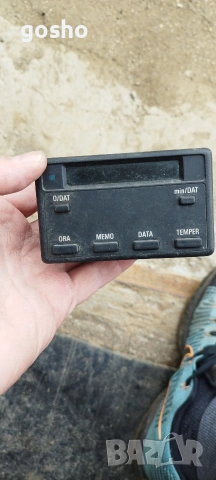 gosho
O/DAT
min/DAT
ORA
MEMO
DATA
TEMPER
BAZAR